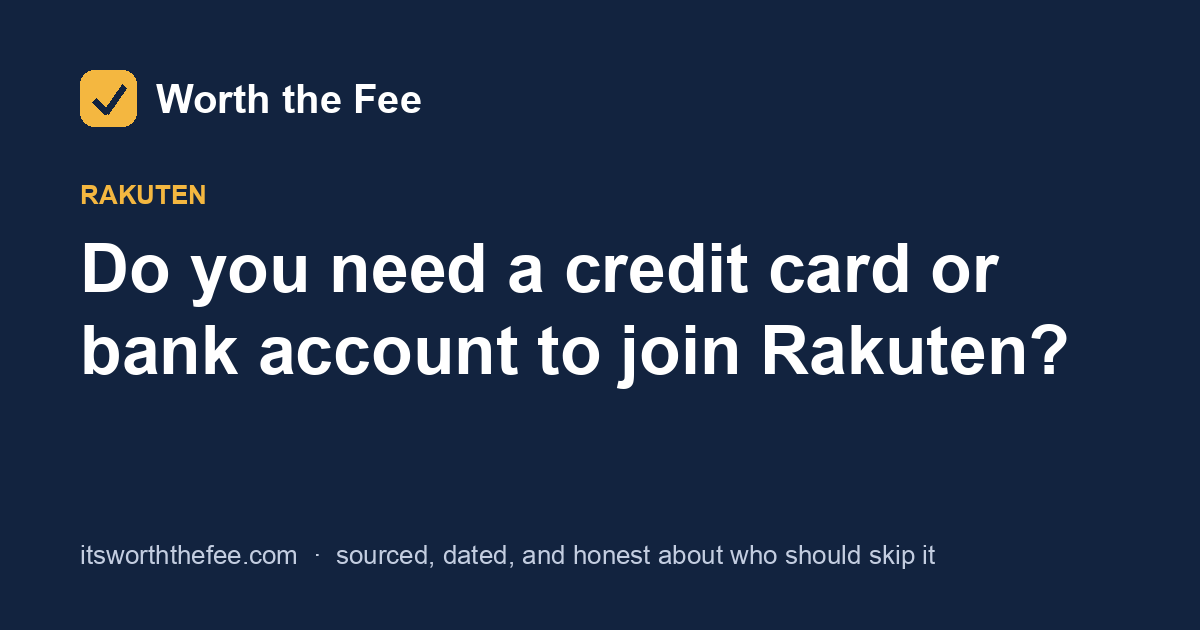 Worth the Fee
RAKUTEN
Do you need a credit card or
bank account to join Rakuten?
itsworththefee.com · sourced, dated, and honest about who should skip it